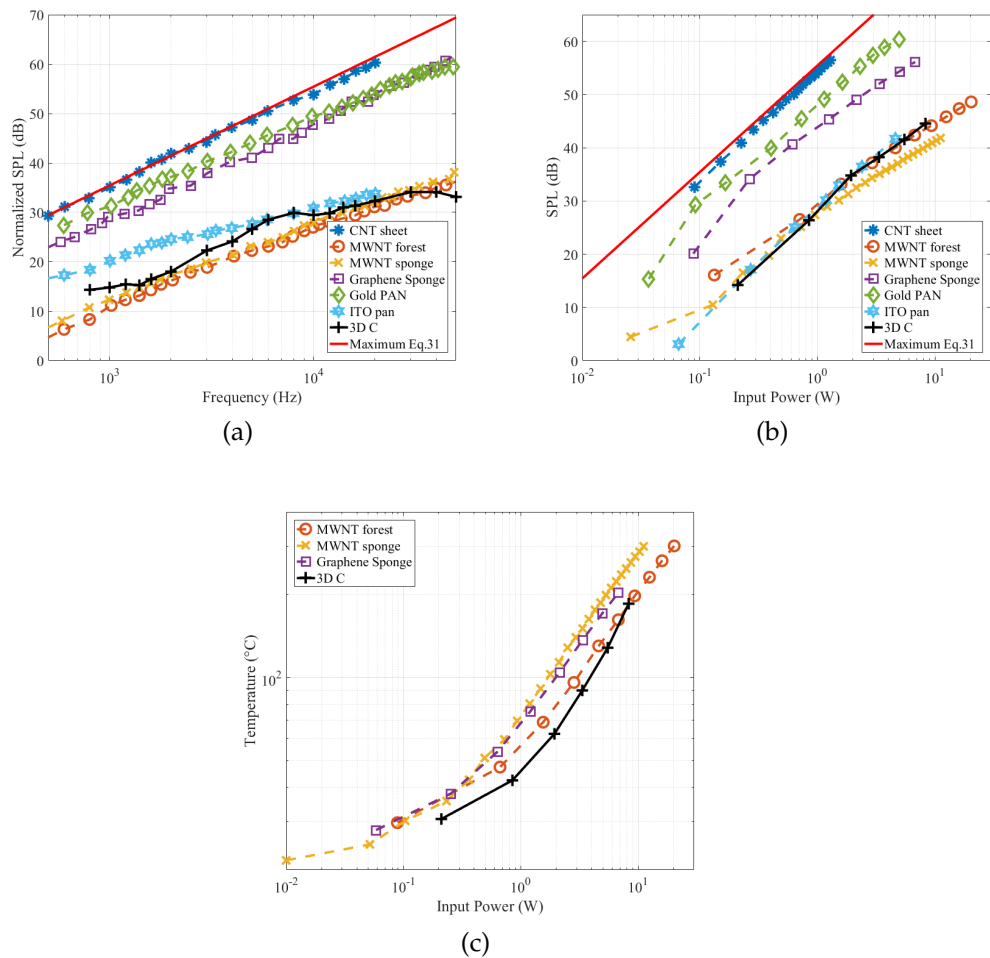 70
60
50
40
30
20
10
0
Normalized SPL (dB)
10^3
10^4
Frequency (Hz)
CNT sheet
MWNT forest
MWNT sponge
Graphene Sponge
Gold PAN
ITO pan
3D C
Maximum Eq.31
(a)
60
50
40
30
20
10
0
SPL (dB)
10^-2
10^-1
10^0
10^1
Input Power (W)
CNT sheet
MWNT forest
MWNT sponge
Graphene Sponge
Gold PAN
ITO pan
3D C
Maximum Eq.31
(b)
MWNT forest
MWNT sponge
Graphene Sponge
3D C
10^2
Temperature (°C)
10^-2
10^-1
10^0
10^1
Input Power (W)
(c)